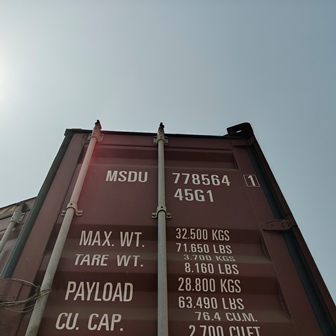 MSDU 778564 1
45G1
MAX. WT. 32.500 KGS
71.650 LBS
TARE WT. 3.700 KGS
8.160 LBS
PAYLOAD 28.800 KGS
63.490 LBS
CU. CAP. 76.4 CU.M.
2.700 CU.FT